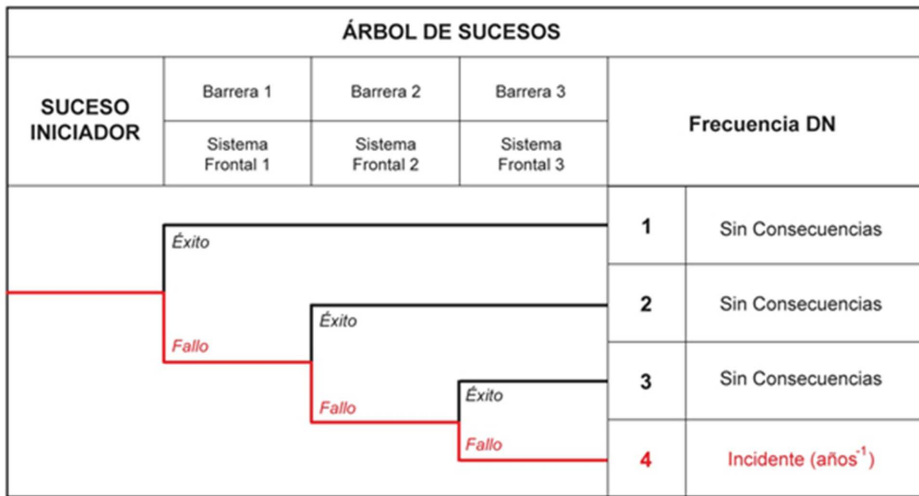 ÁRBOL DE SUCESOS
SUCESO
INICIADOR
Barrera 1
Barrera 2
Barrera 3
Frecuencia DN
Sistema
Frontal 1
Sistema
Frontal 2
Sistema
Frontal 3
Éxito
1
Sin Consecuencias
Fallo
Éxito
2
Sin Consecuencias
Fallo
Éxito
3
Sin Consecuencias
Fallo
4
Incidente (años⁻¹)